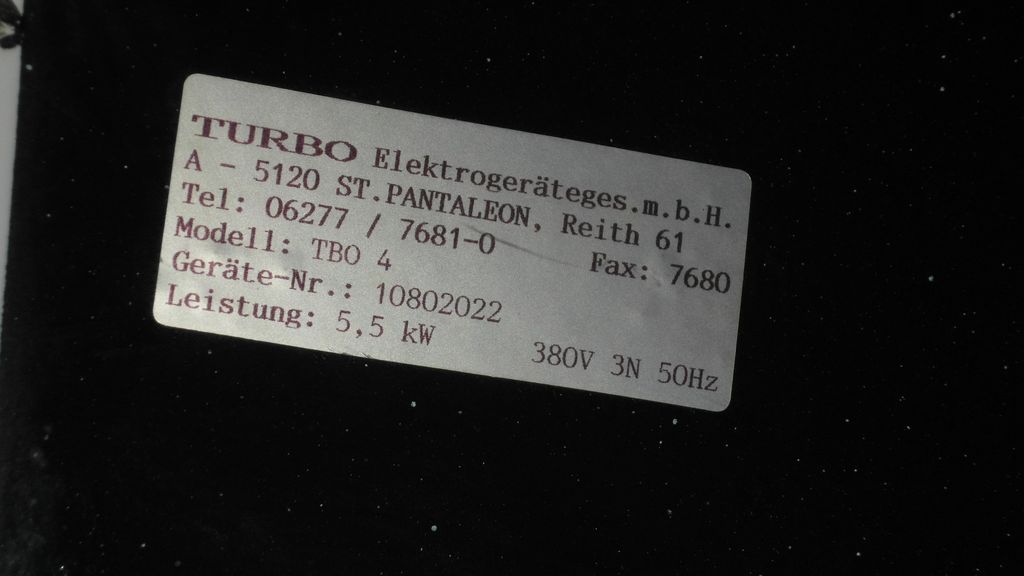 TURBO Elektrogeräteges.m.b.H.
A - 5120 ST.PANTALEON, Reith 61
Tel: 06277 / 7681-0 Fax: 7680
Modell: TBO 4
Geräte-Nr.: 10802022
Leistung: 5,5 kW 380V 3N 50Hz